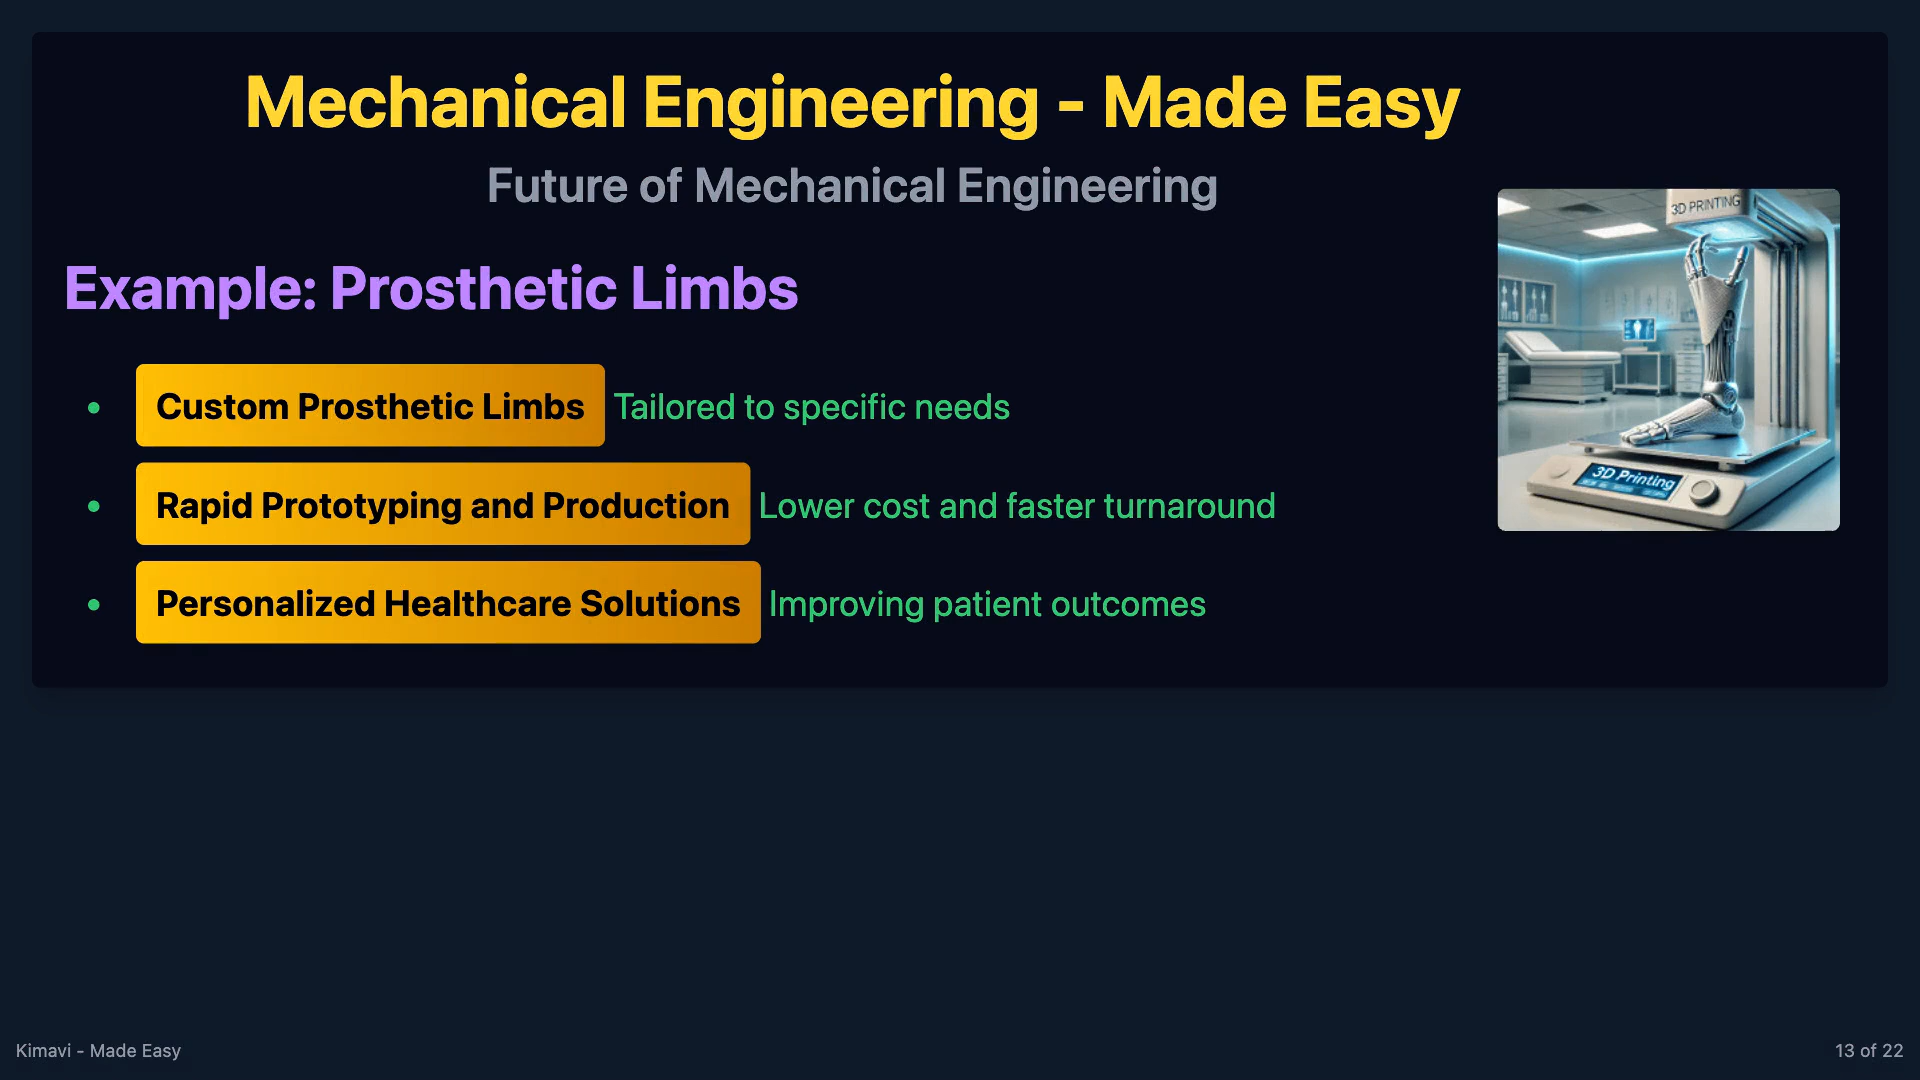 Mechanical Engineering - Made Easy
Future of Mechanical Engineering
Example: Prosthetic Limbs
Custom Prosthetic Limbs Tailored to specific needs
Rapid Prototyping and Production Lower cost and faster turnaround
Personalized Healthcare Solutions Improving patient outcomes
3D PRINTING
3D Printing
Kimavi - Made Easy
13 of 22